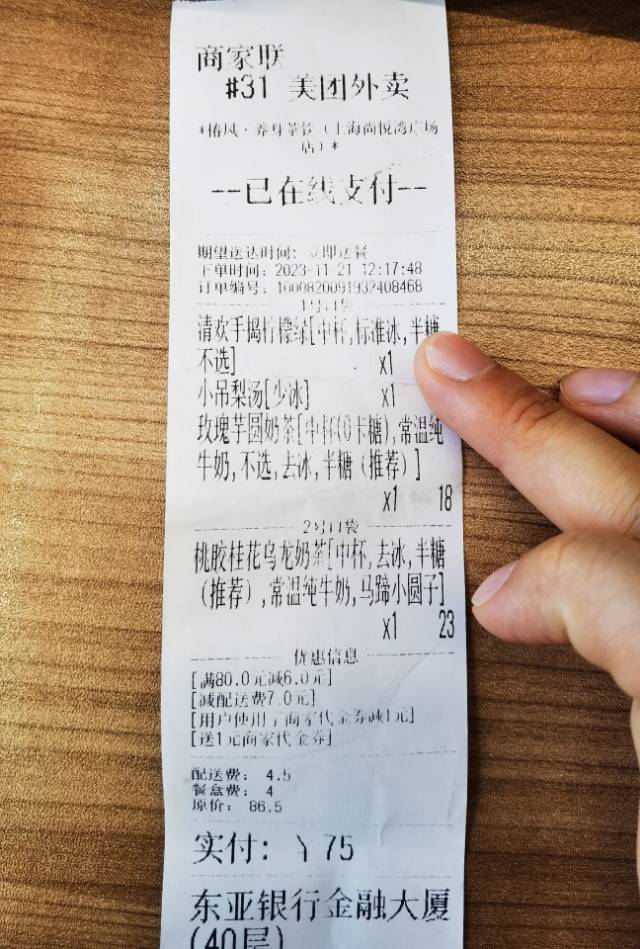 商家联
#31 美团外卖
*椿风·养身茶饮（上海尚悦湾广场
店）*
--已在线支付--
期望送达时间: 立即送餐
下单时间: 2023-11-21 12:17:48
订单编号: 1000820091932408468
1号口袋
清欢手捣柠檬绿[中杯,标准冰,半糖
不选]
x1
小吊梨汤[少冰]
x1
玫瑰芋圆奶茶[中杯(0卡糖),常温纯
牛奶,不选,去冰,半糖（推荐）]
x1 18
2号口袋
桃胶桂花乌龙奶茶[中杯,去冰,半糖
（推荐）,常温纯牛奶,马蹄小圆子]
x1 23
优惠信息
[满80.0元减6.0元]
[减配送费7.0元]
[用户使用了商家代金券减1元]
[送1元商家代金券]
配送费: 4.5
餐盒费: 4
原价: 86.5
实付: ￥75
东亚银行金融大厦
(40层)